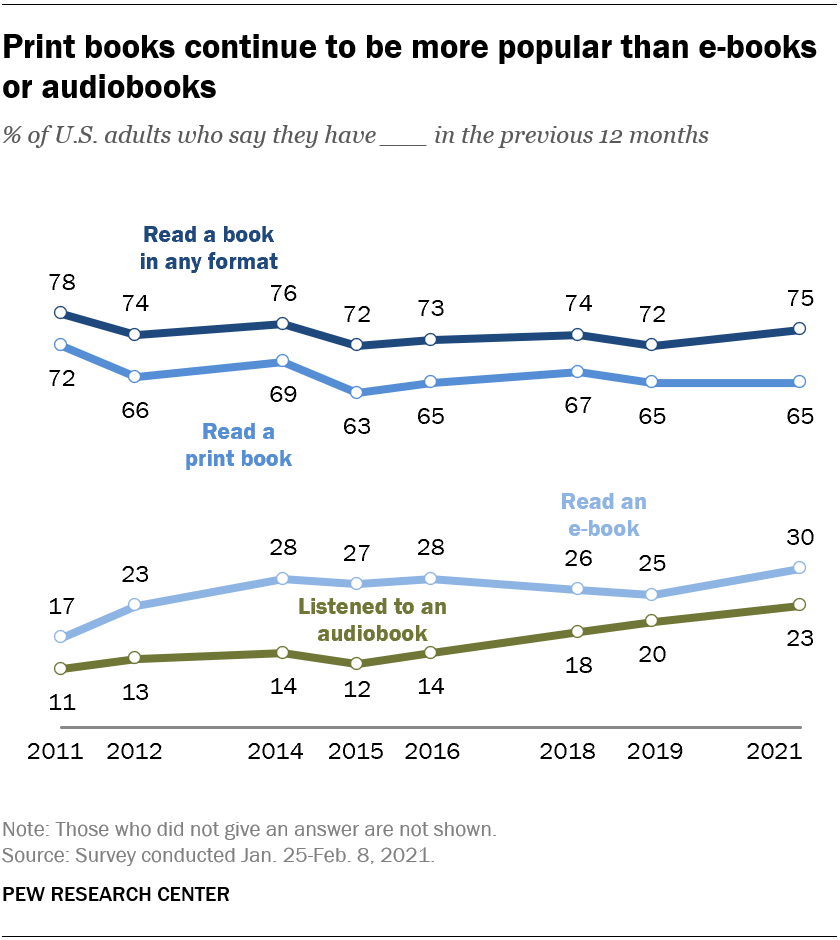 Print books continue to be more popular than e-books
or audiobooks
% of U.S. adults who say they have ___ in the previous 12 months
Read a book
in any format
78 74 76 72 73 74 72 75
72 66 69 63 65 67 65 65
Read a
print book
Read an
e-book
17 23 28 27 28 26 25 30
Listened to an
audiobook
11 13 14 12 14 18 20 23
2011 2012 2014 2015 2016 2018 2019 2021
Note: Those who did not give an answer are not shown.
Source: Survey conducted Jan. 25-Feb. 8, 2021.
PEW RESEARCH CENTER